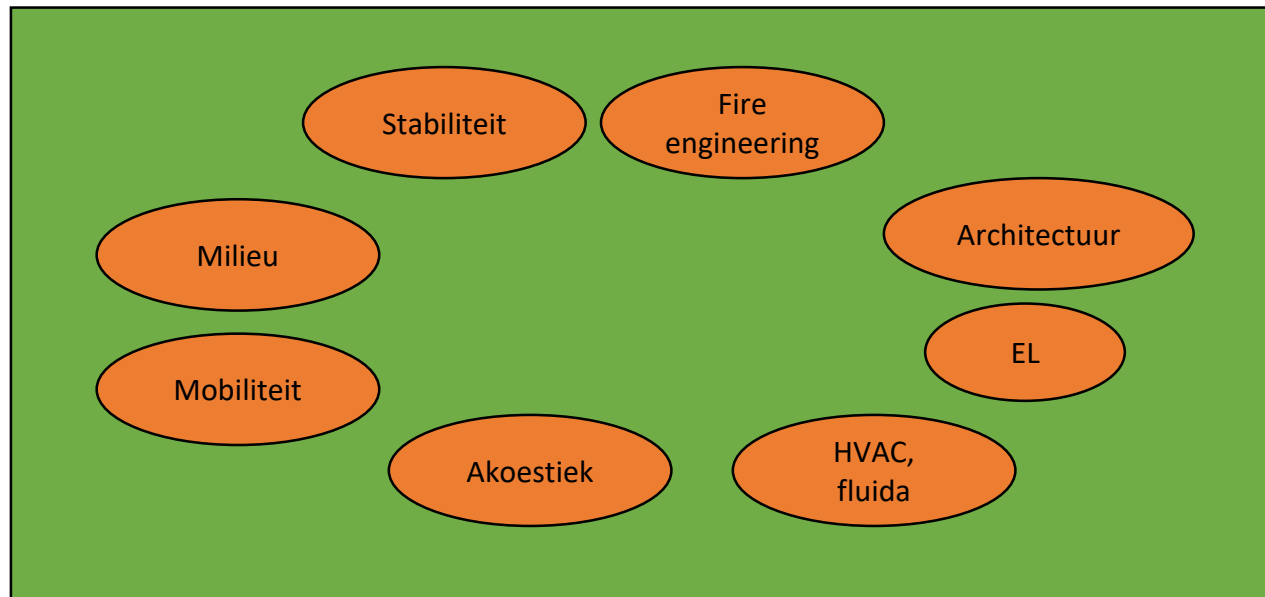 Stabiliteit
Fire
engineering
Architectuur
Milieu
EL
Mobiliteit
Akoestiek
HVAC,
fluida